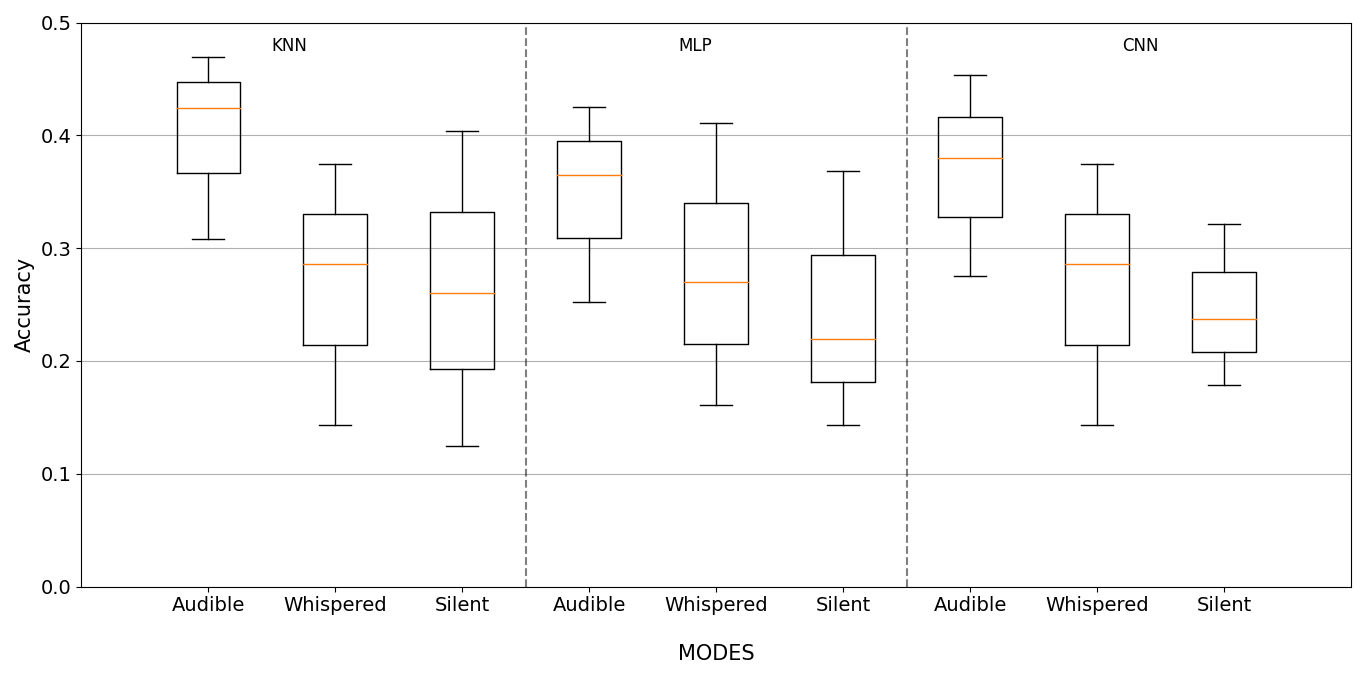 KNN MLP CNN
0.5
0.4
0.3
0.2
0.1
0.0
Accuracy
Audible Whispered Silent Audible Whispered Silent Audible Whispered Silent
MODES